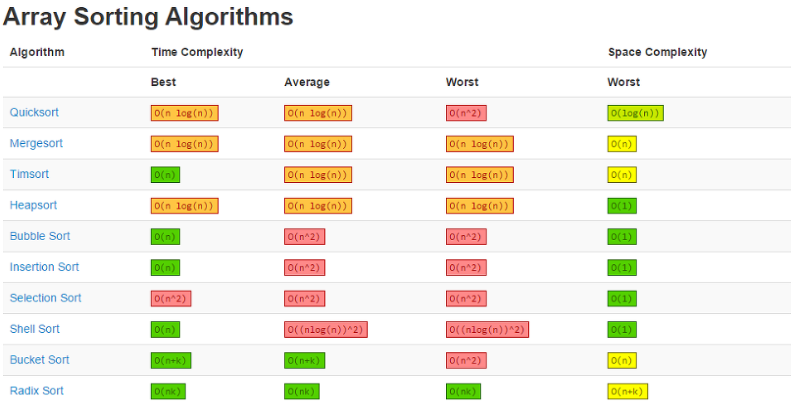 Array Sorting Algorithms
Algorithm Time Complexity Space Complexity
Best Average Worst Worst
Quicksort O(n log(n)) O(n log(n)) O(n^2) O(log(n))
Mergesort O(n log(n)) O(n log(n)) O(n log(n)) O(n)
Timsort O(n) O(n log(n)) O(n log(n)) O(n)
Heapsort O(n log(n)) O(n log(n)) O(n log(n)) O(1)
Bubble Sort O(n) O(n^2) O(n^2) O(1)
Insertion Sort O(n) O(n^2) O(n^2) O(1)
Selection Sort O(n^2) O(n^2) O(n^2) O(1)
Shell Sort O(n) O((nlog(n))^2) O((nlog(n))^2) O(1)
Bucket Sort O(n+k) O(n+k) O(n^2) O(n)
Radix Sort O(nk) O(nk) O(nk) O(n+k)